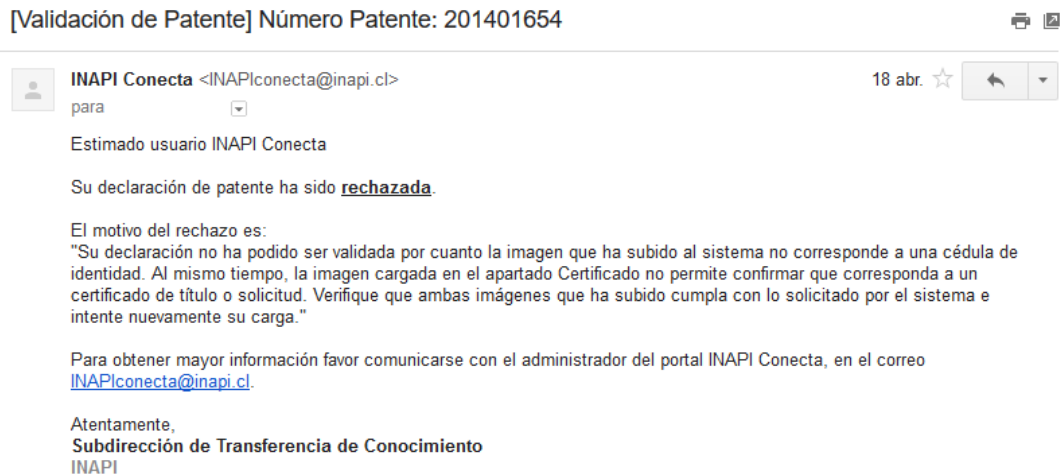 [Validación de Patente] Número Patente: 201401654
INAPI Conecta <INAPIconecta@inapi.cl>
18 abr.
para
Estimado usuario INAPI Conecta
Su declaración de patente ha sido rechazada.
El motivo del rechazo es:
"Su declaración no ha podido ser validada por cuanto la imagen que ha subido al sistema no corresponde a una cédula de
identidad. Al mismo tiempo, la imagen cargada en el apartado Certificado no permite confirmar que corresponda a un
certificado de título o solicitud. Verifique que ambas imágenes que ha subido cumpla con lo solicitado por el sistema e
intente nuevamente su carga."
Para obtener mayor información favor comunicarse con el administrador del portal INAPI Conecta, en el correo
INAPIconecta@inapi.cl.
Atentamente,
Subdirección de Transferencia de Conocimiento
INAPI